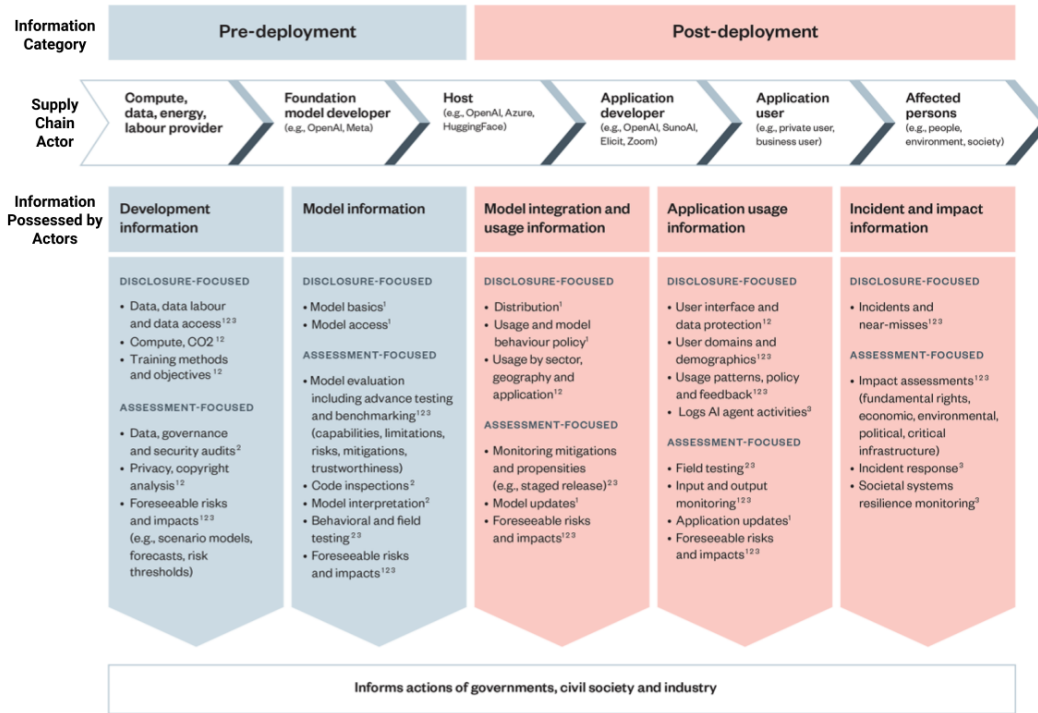 Information
Category
Pre-deployment
Post-deployment
Supply
Chain
Actor
Compute,
data, energy,
labour provider
Foundation
model developer
(e.g., OpenAI, Meta)
Host
(e.g., OpenAI, Azure,
HuggingFace)
Application
developer
(e.g., OpenAI, SunoAI,
Elicit, Zoom)
Application
user
(e.g., private user,
business user)
Affected
persons
(e.g., people,
environment, society)
Information
Possessed by
Actors
Development
information
DISCLOSURE-FOCUSED
• Data, data labour
and data access¹²³
• Compute, CO2¹²
• Training methods
and objectives¹²
ASSESSMENT-FOCUSED
• Data, governance
and security audits²
• Privacy, copyright
analysis¹²
• Foreseeable risks
and impacts¹²³
(e.g., scenario models,
forecasts, risk
thresholds)
Model information
DISCLOSURE-FOCUSED
• Model basics¹
• Model access¹
ASSESSMENT-FOCUSED
• Model evaluation
including advance testing
and benchmarking¹²³
(capabilities, limitations,
risks, mitigations,
trustworthiness)
• Code inspections²
• Model interpretation²
• Behavioral and field
testing²³
• Foreseeable risks
and impacts¹²³
Model integration and
usage information
DISCLOSURE-FOCUSED
• Distribution¹
• Usage and model
behaviour policy¹
• Usage by sector,
geography and
application¹²
ASSESSMENT-FOCUSED
• Monitoring mitigations
and propensities
(e.g., staged release)²³
• Model updates¹
• Foreseeable risks
and impacts¹²³
Application usage
information
DISCLOSURE-FOCUSED
• User interface and
data protection¹²
• User domains and
demographics¹²³
• Usage patterns, policy
and feedback¹²³
• Logs AI agent activities³
ASSESSMENT-FOCUSED
• Field testing²³
• Input and output
monitoring¹²³
• Application updates¹
• Foreseeable risks
and impacts¹²³
Incident and impact
information
DISCLOSURE-FOCUSED
• Incidents and
near-misses¹²³
ASSESSMENT-FOCUSED
• Impact assessments¹²³
(fundamental rights,
economic, environmental,
political, critical
infrastructure)
• Incident response³
• Societal systems
resilience monitoring³
Informs actions of governments, civil society and industry